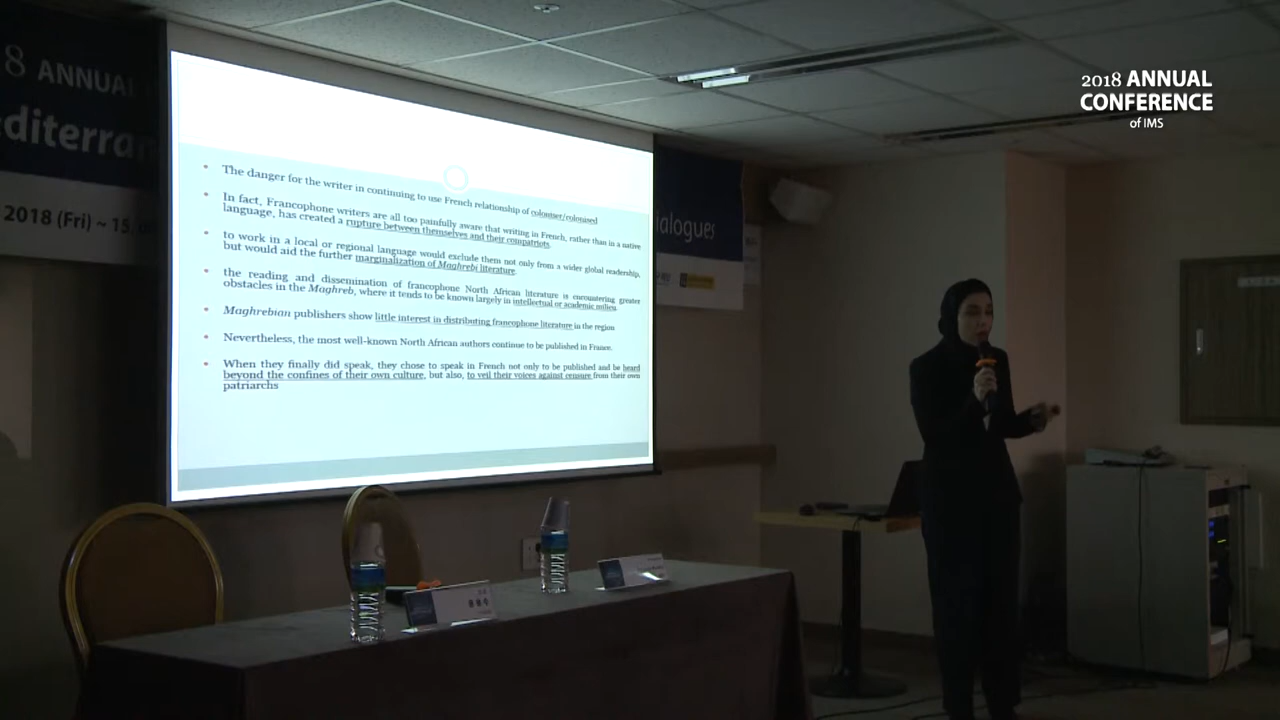 2018 ANNUAL
CONFERENCE
of IMS
8 ANNUAL
editerran
2018 (Fri) ~ 15,
ialogues
• The danger for the writer in continuing to use French relationship of coloniser/colonised
• In fact, Francophone writers are all too painfully aware that writing in French, rather than in a native
language, has created a rupture between themselves and their compatriots.
• to work in a local or regional language would exclude them not only from a wider global readership,
but would aid the further marginalization of Maghrebi literature.
• the reading and dissemination of francophone North African literature is encountering greater
obstacles in the Maghreb, where it tends to be known largely in intellectual or academic milieu.
• Maghrebian publishers show little interest in distributing francophone literature in the region
• Nevertheless, the most well-known North African authors continue to be published in France.
• When they finally did speak, they chose to speak in French not only to be published and be heard
beyond the confines of their own culture, but also, to veil their voices against censure from their own
patriarchs